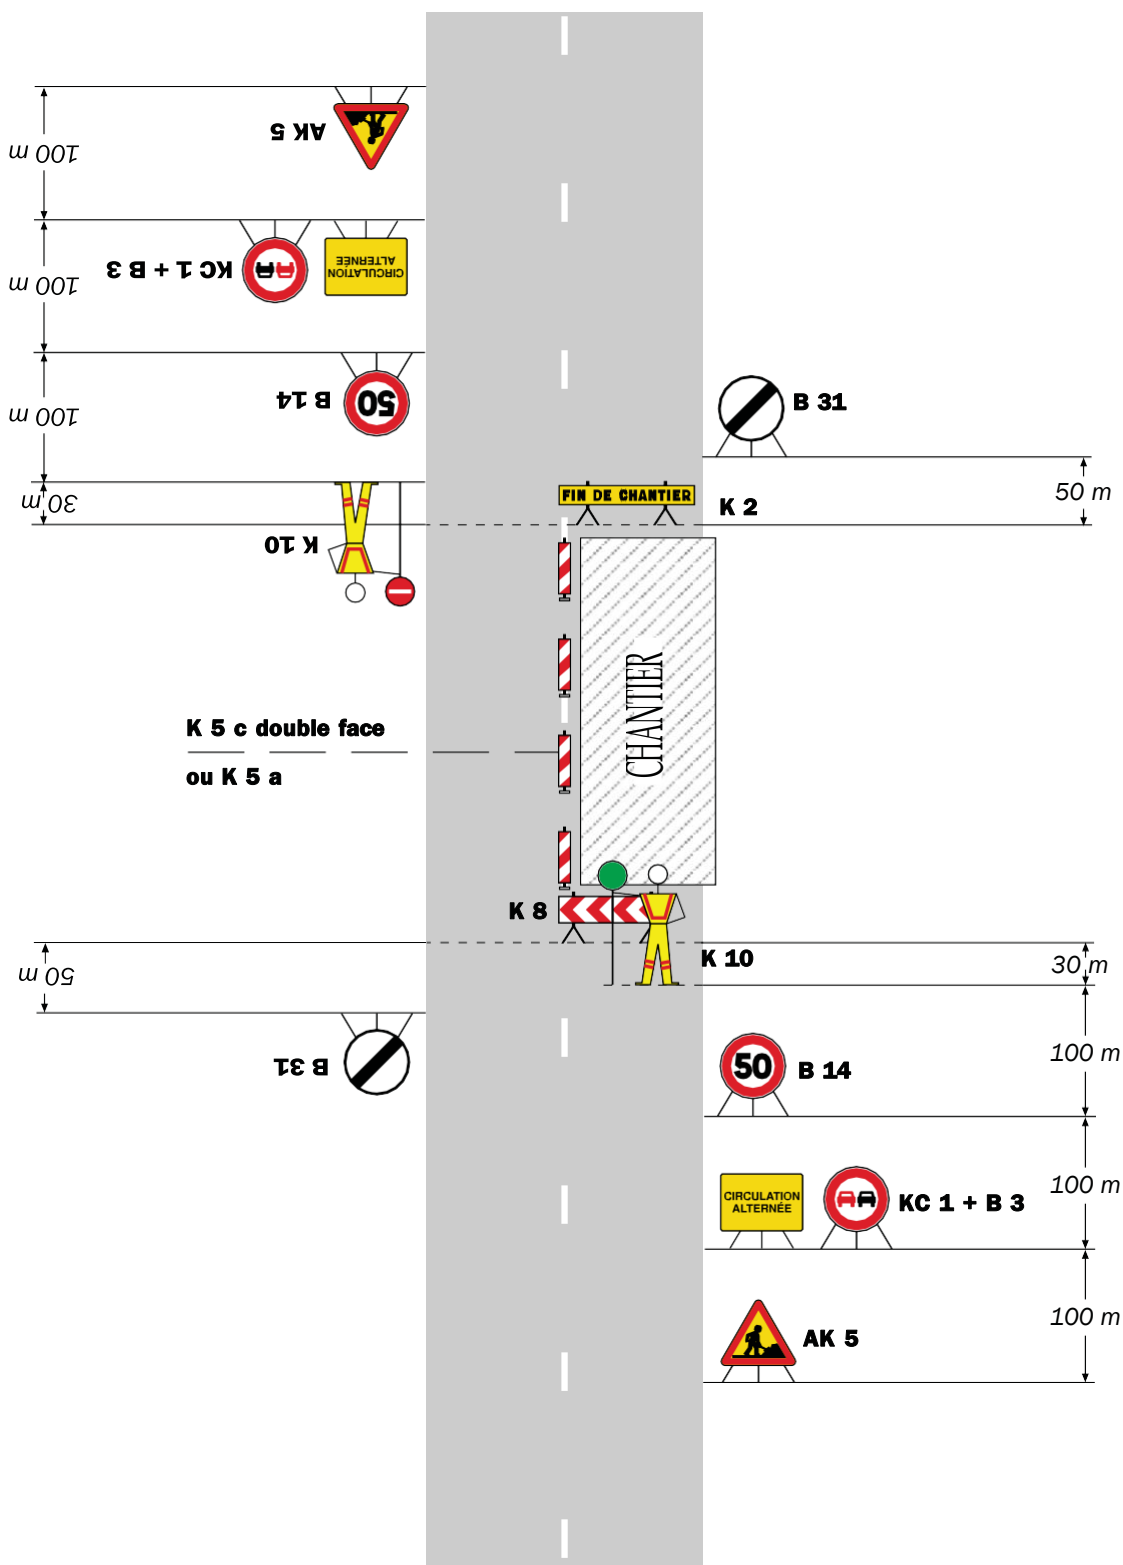 AK 5
100 m
KC 1 + B 3
CIRCULATION
ALTERNÉE
100 m
B 14
50
100 m
B 31
30 m
K 10
FIN DE CHANTIER
K 2
50 m
CHANTIER
K 5 c double face
ou K 5 a
K 8
K 10
30 m
50 m
B 31
50
B 14
100 m
CIRCULATION
ALTERNÉE
KC 1 + B 3
100 m
AK 5
100 m